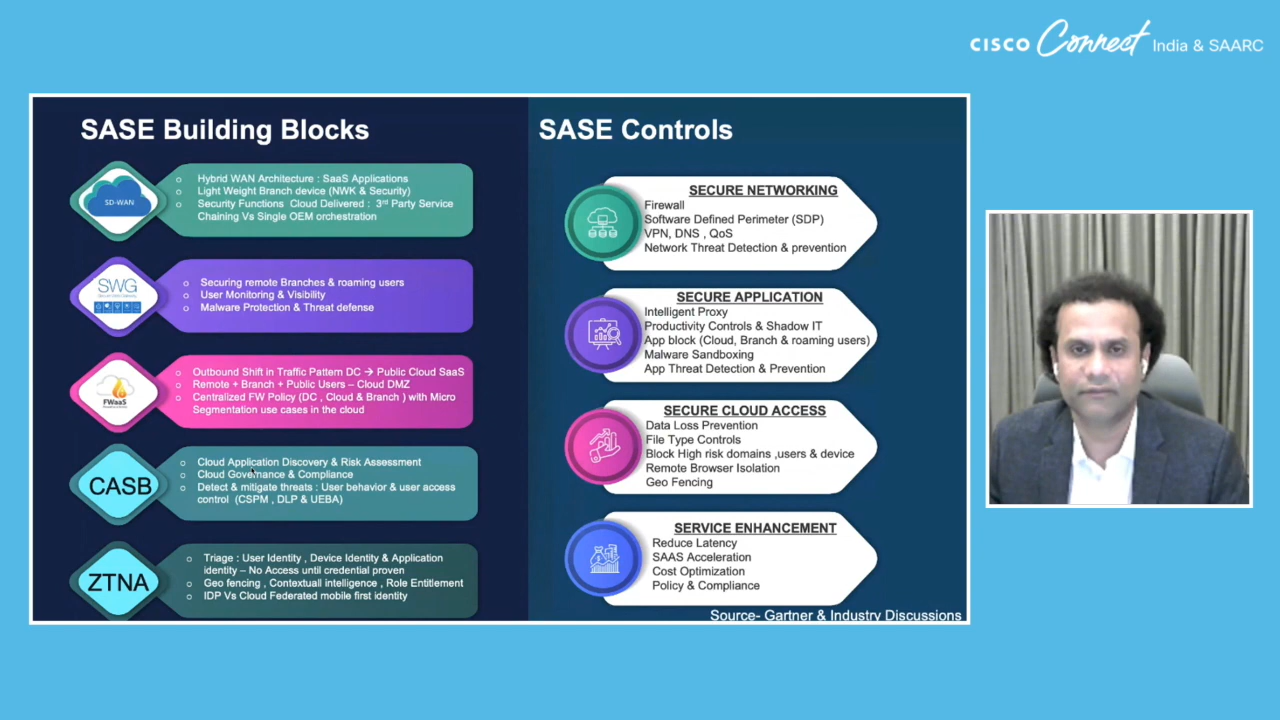 CISCO Connect India & SAARC
SASE Building Blocks
SD-WAN
Hybrid WAN Architecture : SaaS Applications
Light Weight Branch device (NWK & Security)
Security Functions Cloud Delivered : 3rd Party Service
Chaining Vs Single OEM orchestration
SWG
Securing remote Branches & roaming users
User Monitoring & Visibility
Malware Protection & Threat defense
FWaaS
Outbound Shift in Traffic Pattern DC → Public Cloud SaaS
Remote + Branch + Public Users – Cloud DMZ
Centralized FW Policy (DC , Cloud & Branch ) with Micro
Segmentation use cases in the cloud
CASB
Cloud Application Discovery & Risk Assessment
Cloud Governance & Compliance
Detect & mitigate threats : User behavior & user access
control (CSPM , DLP & UEBA)
ZTNA
Triage : User Identity , Device Identity & Application
identity – No Access until credential proven
Geo fencing , Contextuall intelligence , Role Entitlement
IDP Vs Cloud Federated mobile first identity
SASE Controls
SECURE NETWORKING
Firewall
Software Defined Perimeter (SDP)
VPN, DNS , QoS
Network Threat Detection & prevention
SECURE APPLICATION
Intelligent Proxy
Productivity Controls & Shadow IT
App block (Cloud, Branch & roaming users)
Malware Sandboxing
App Threat Detection & Prevention
SECURE CLOUD ACCESS
Data Loss Prevention
File Type Controls
Block High risk domains ,users & device
Remote Browser Isolation
Geo Fencing
SERVICE ENHANCEMENT
Reduce Latency
SAAS Acceleration
Cost Optimization
Policy & Compliance
Source- Gartner & Industry Discussions